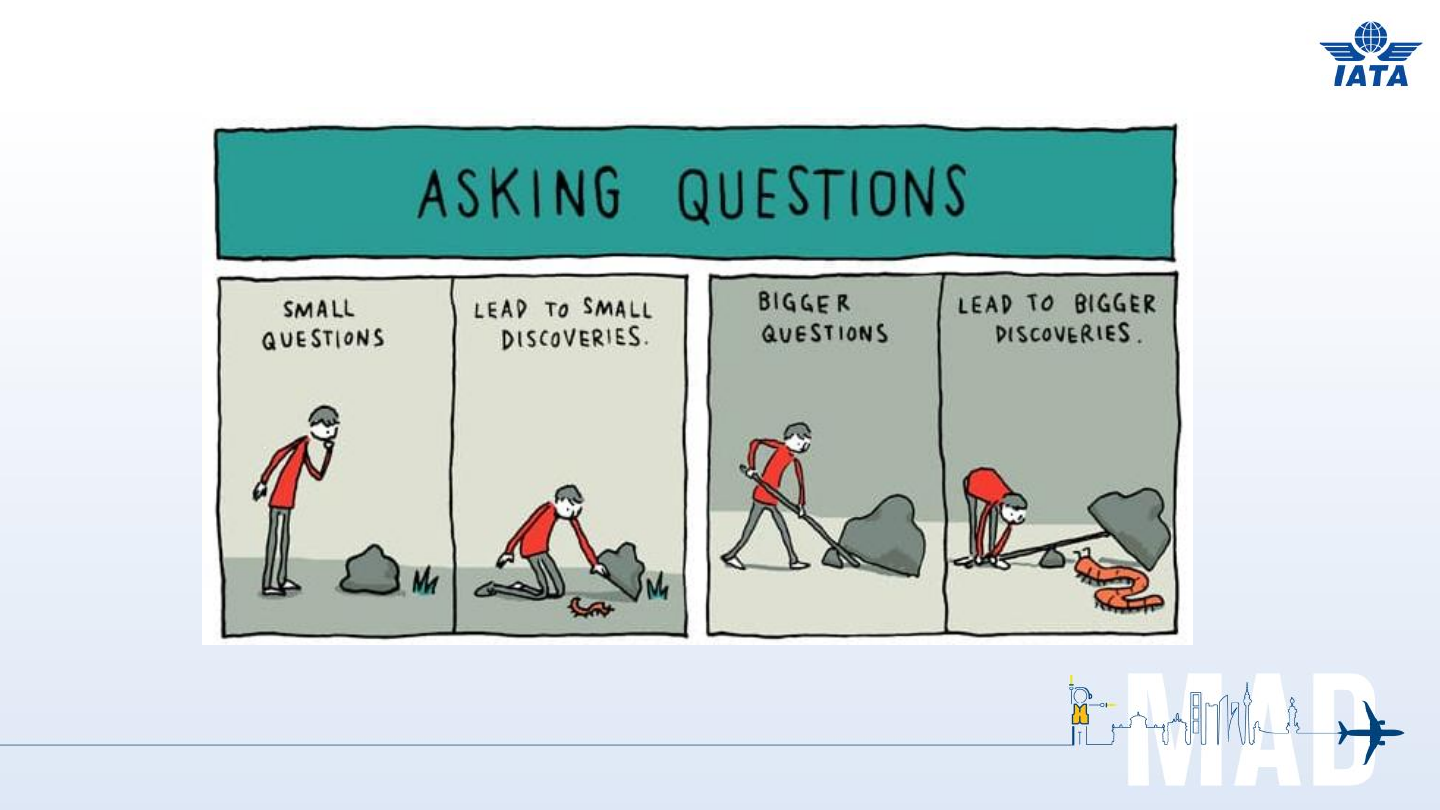 IATA
ASKING QUESTIONS
SMALL
QUESTIONS
LEAD TO SMALL
DISCOVERIES.
BIGGER
QUESTIONS
LEAD TO BIGGER
DISCOVERIES.
MAD